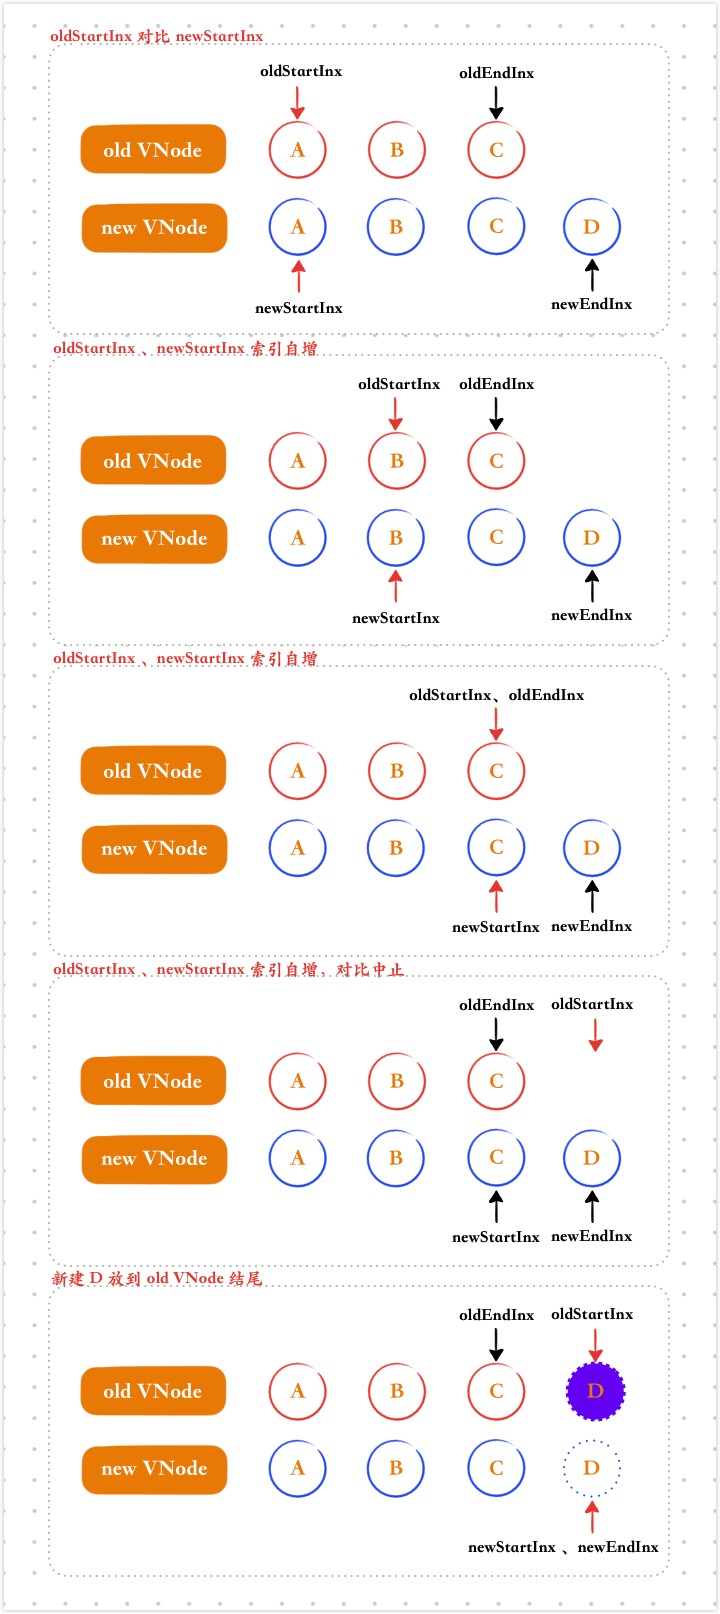 oldStartInx 对比 newStartInx
oldStartInx oldEndInx
old VNode A B C
new VNode A B C D
newStartInx newEndInx
oldStartInx 、newStartInx 索引自增
oldStartInx oldEndInx
old VNode A B C
new VNode A B C D
newStartInx newEndInx
oldStartInx 、newStartInx 索引自增
oldStartInx、oldEndInx
old VNode A B C
new VNode A B C D
newStartInx newEndInx
oldStartInx 、newStartInx 索引自增，对比中止
oldEndInx oldStartInx
old VNode A B C
new VNode A B C D
newStartInx newEndInx
新建 D 放到 old VNode 结尾
oldEndInx oldStartInx
old VNode A B C D
new VNode A B C D
newStartInx 、newEndInx